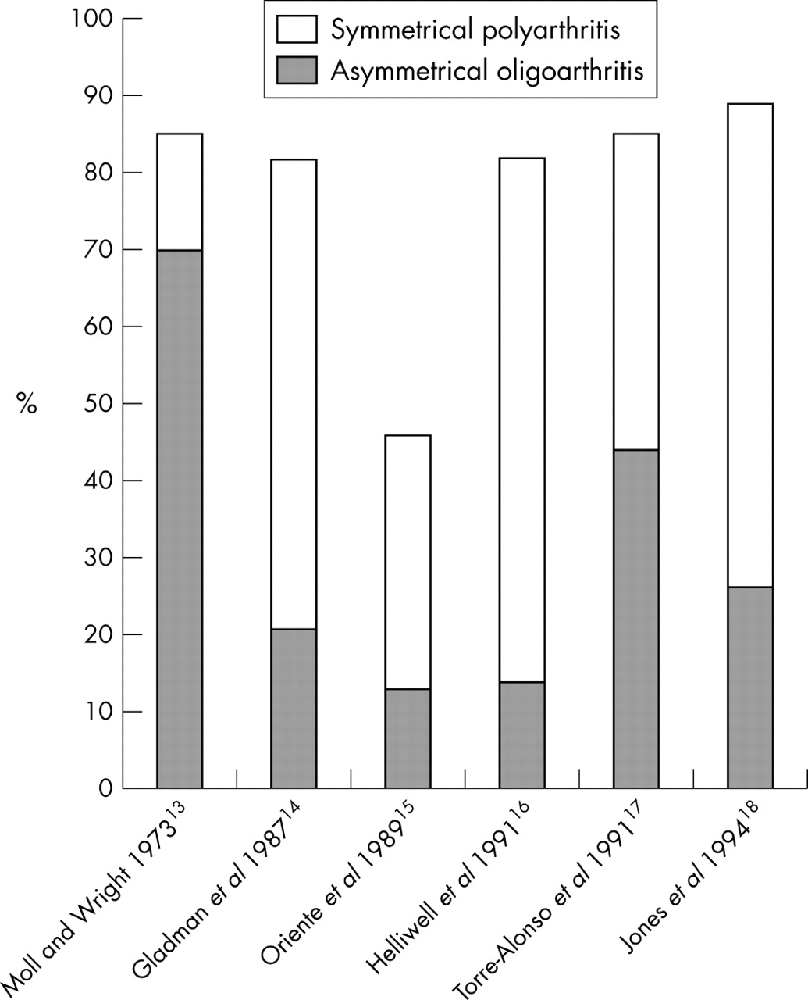 Symmetrical polyarthritis
Asymmetrical oligoarthritis
100
90
80
70
60
50
40
30
20
10
0
%
Moll and Wright 1973¹³
Gladman et al 1987¹⁴
Oriente et al 1989¹⁵
Helliwell et al 1991¹⁶
Torre-Alonso et al 1991¹⁷
Jones et al 1994¹⁸